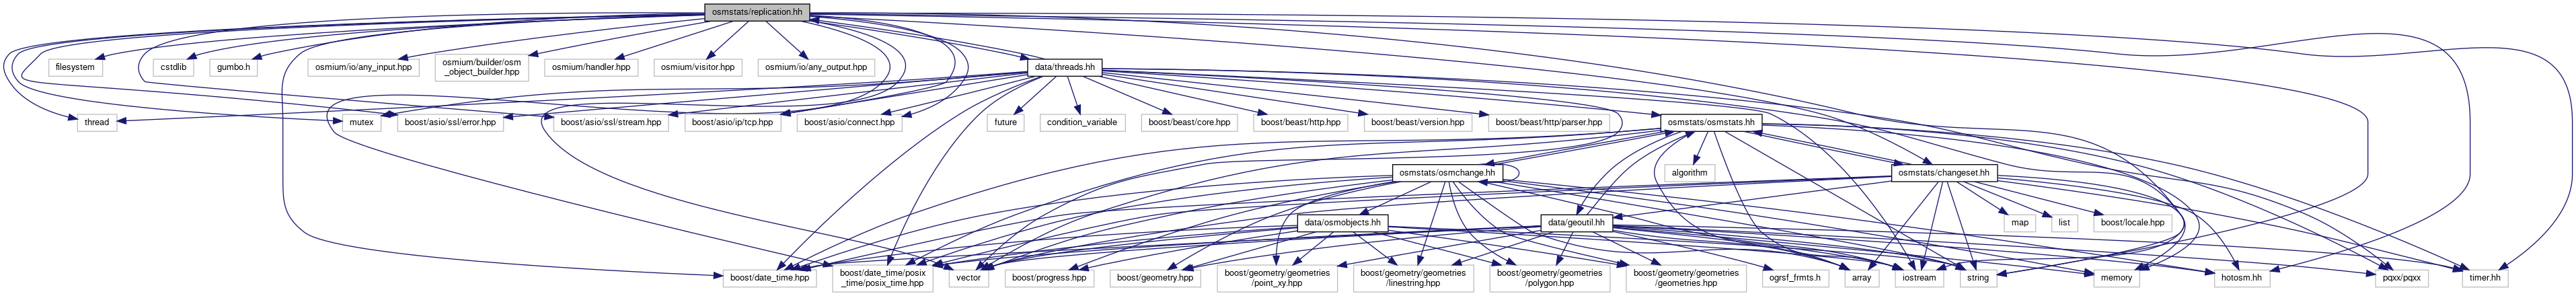 osmstats/replication.hh
filesystem
cstdlib
gumbo.h
osmium/io/any_input.hpp
osmium/builder/osm
_object_builder.hpp
osmium/handler.hpp
osmium/visitor.hpp
osmium/io/any_output.hpp
data/threads.hh
thread
mutex
boost/asio/ssl/error.hpp
boost/asio/ssl/stream.hpp
boost/asio/ip/tcp.hpp
boost/asio/connect.hpp
future
condition_variable
boost/beast/core.hpp
boost/beast/http.hpp
boost/beast/version.hpp
boost/beast/http/parser.hpp
osmstats/osmstats.hh
osmstats/osmchange.hh
algorithm
osmstats/changeset.hh
data/osmobjects.hh
data/geoutil.hh
map
list
boost/locale.hpp
boost/date_time.hpp
boost/date_time/posix
_time/posix_time.hpp
vector
boost/progress.hpp
boost/geometry.hpp
boost/geometry/geometries
/point_xy.hpp
boost/geometry/geometries
/linestring.hpp
boost/geometry/geometries
/polygon.hpp
boost/geometry/geometries
/geometries.hpp
ogrsf_frmts.h
array
iostream
string
memory
hotosm.hh
pqxx/pqxx
timer.hh